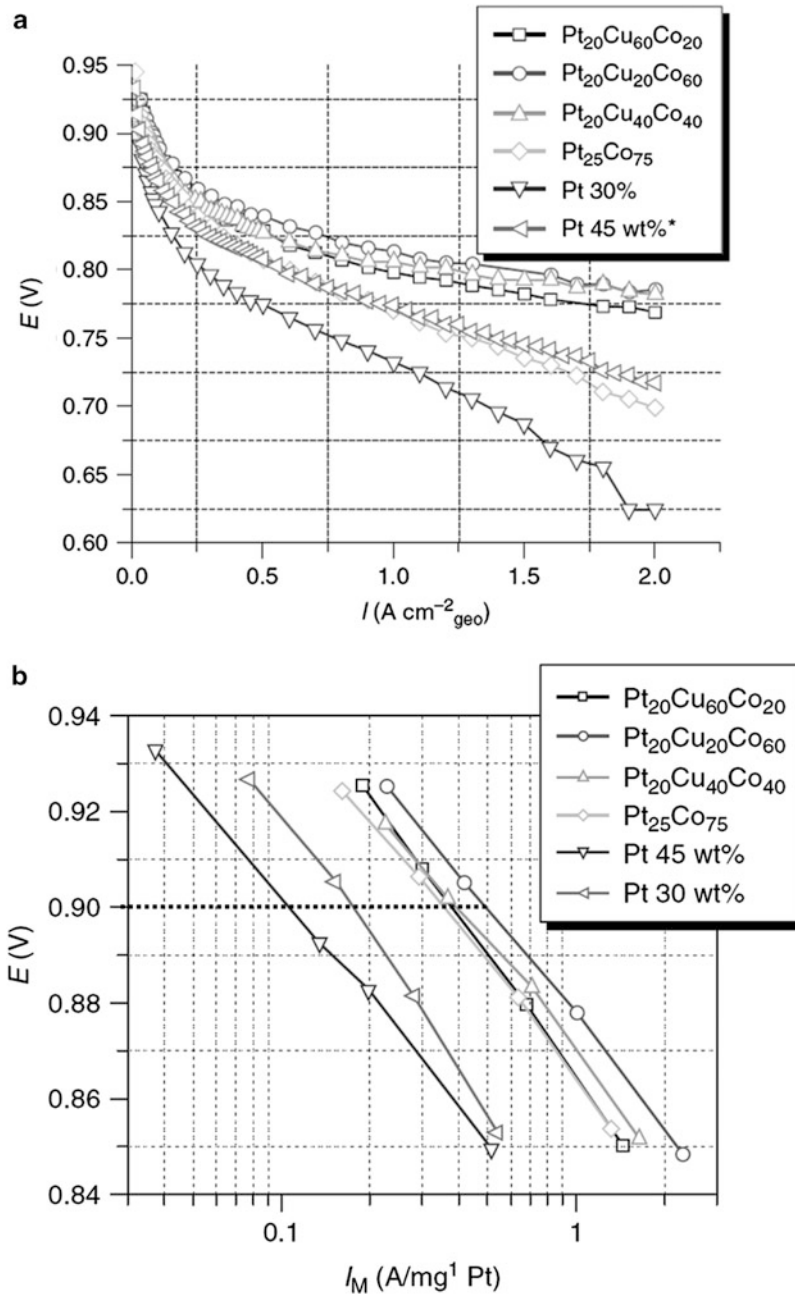 a
Pt₂₀Cu₆₀Co₂₀
Pt₂₀Cu₂₀Co₆₀
Pt₂₀Cu₄₀Co₄₀
Pt₂₅Co₇₅
Pt 30%
Pt 45 wt%*
0.95
0.90
0.85
0.80
0.75
0.70
0.65
0.60
E (V)
0.0
0.5
1.0
1.5
2.0
I (A cm⁻²geo)
b
Pt₂₀Cu₆₀Co₂₀
Pt₂₀Cu₂₀Co₆₀
Pt₂₀Cu₄₀Co₄₀
Pt₂₅Co₇₅
Pt 45 wt%
Pt 30 wt%
0.94
0.92
0.90
0.88
0.86
0.84
E (V)
0.1
1
I_M (A/mg¹ Pt)